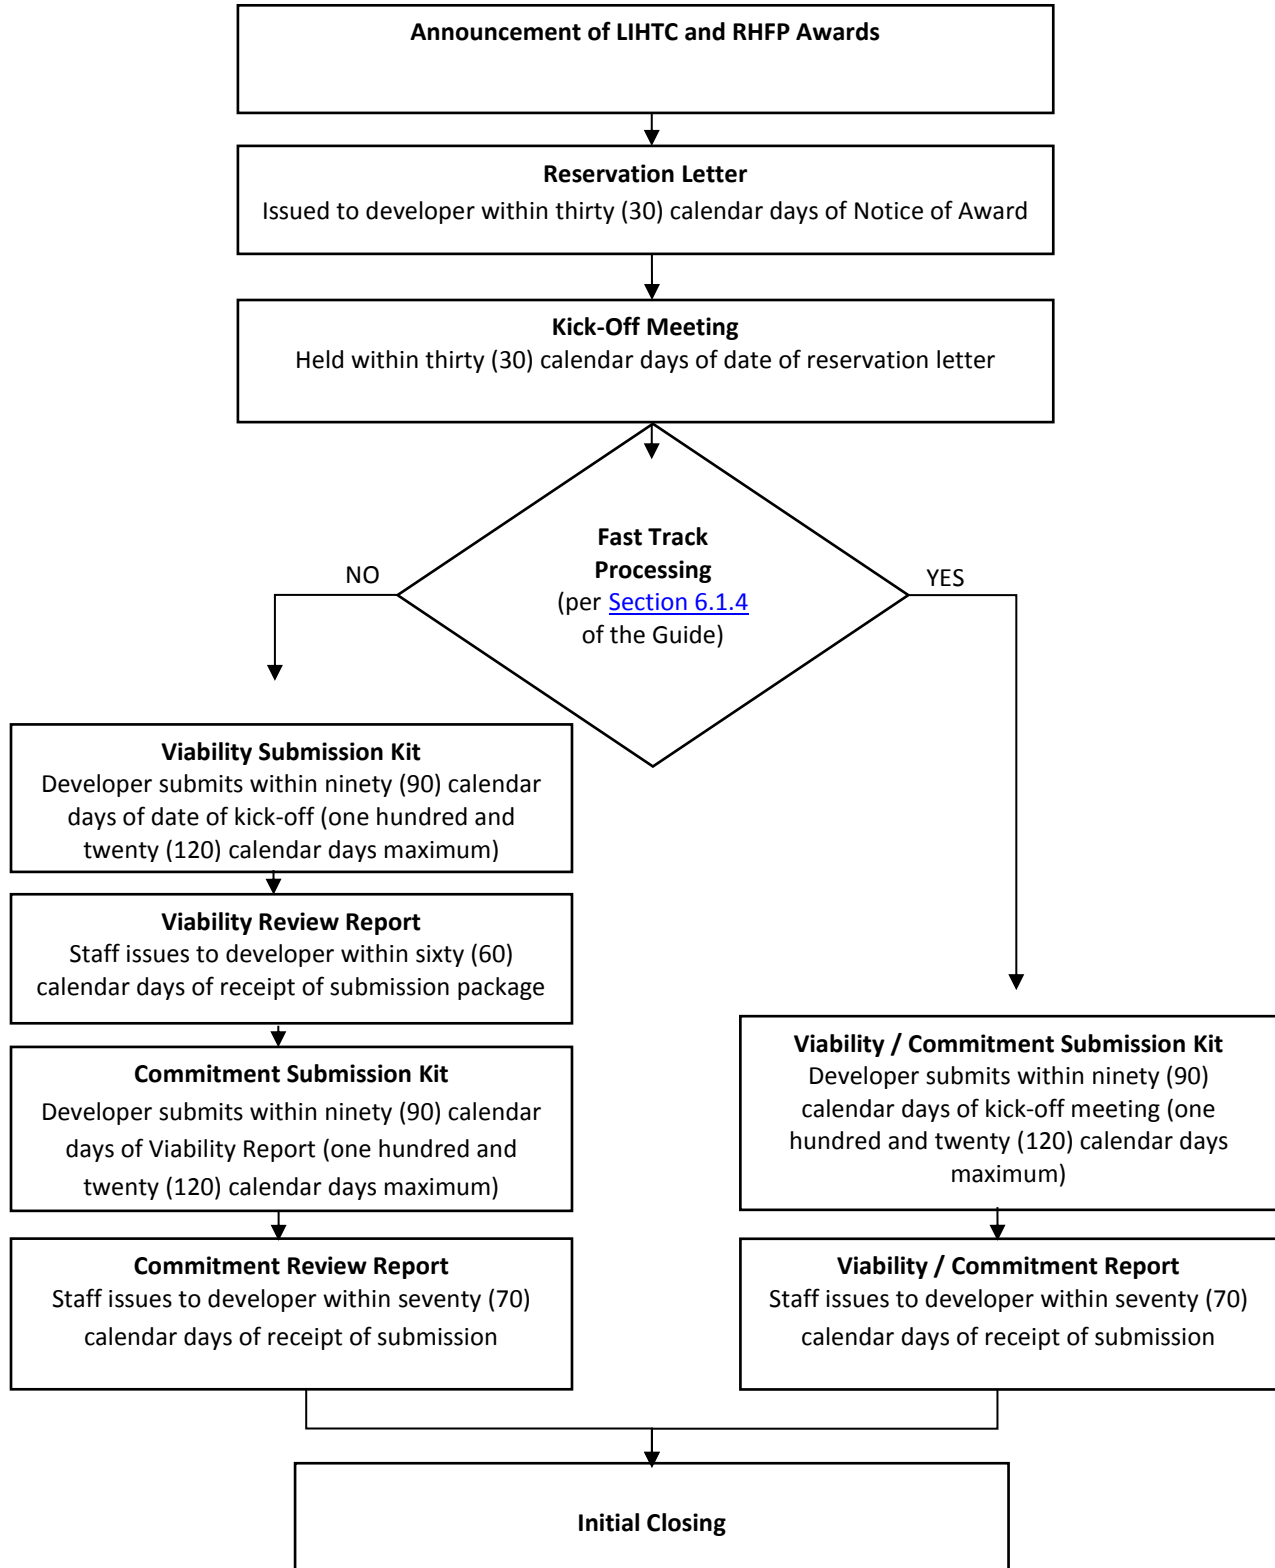 Announcement of LIHTC and RHFP Awards
Reservation Letter
Issued to developer within thirty (30) calendar days of Notice of Award
Kick-Off Meeting
Held within thirty (30) calendar days of date of reservation letter
Fast Track
Processing
(per Section 6.1.4
of the Guide)
NO
YES
Viability Submission Kit
Developer submits within ninety (90) calendar
days of date of kick-off (one hundred and
twenty (120) calendar days maximum)
Viability Review Report
Staff issues to developer within sixty (60)
calendar days of receipt of submission package
Commitment Submission Kit
Developer submits within ninety (90) calendar
days of Viability Report (one hundred and
twenty (120) calendar days maximum)
Commitment Review Report
Staff issues to developer within seventy (70)
calendar days of receipt of submission
Viability / Commitment Submission Kit
Developer submits within ninety (90)
calendar days of kick-off meeting (one
hundred and twenty (120) calendar days
maximum)
Viability / Commitment Report
Staff issues to developer within seventy (70)
calendar days of receipt of submission
Initial Closing